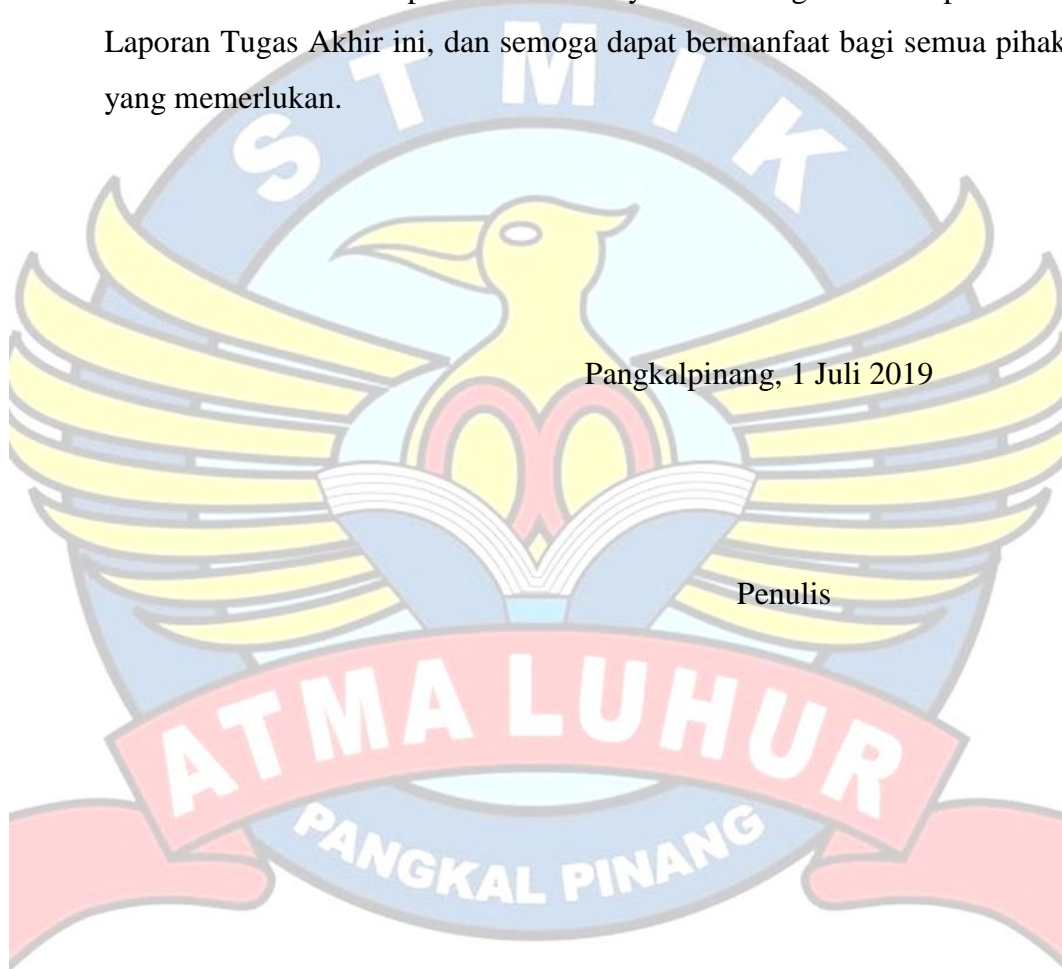 Laporan Tugas Akhir ini, dan semoga dapat bermanfaat bagi semua pihak
yang memerlukan.
STMIK
Pangkalpinang, 1 Juli 2019
Penulis
ATMA LUHUR
PANGKAL PINANG